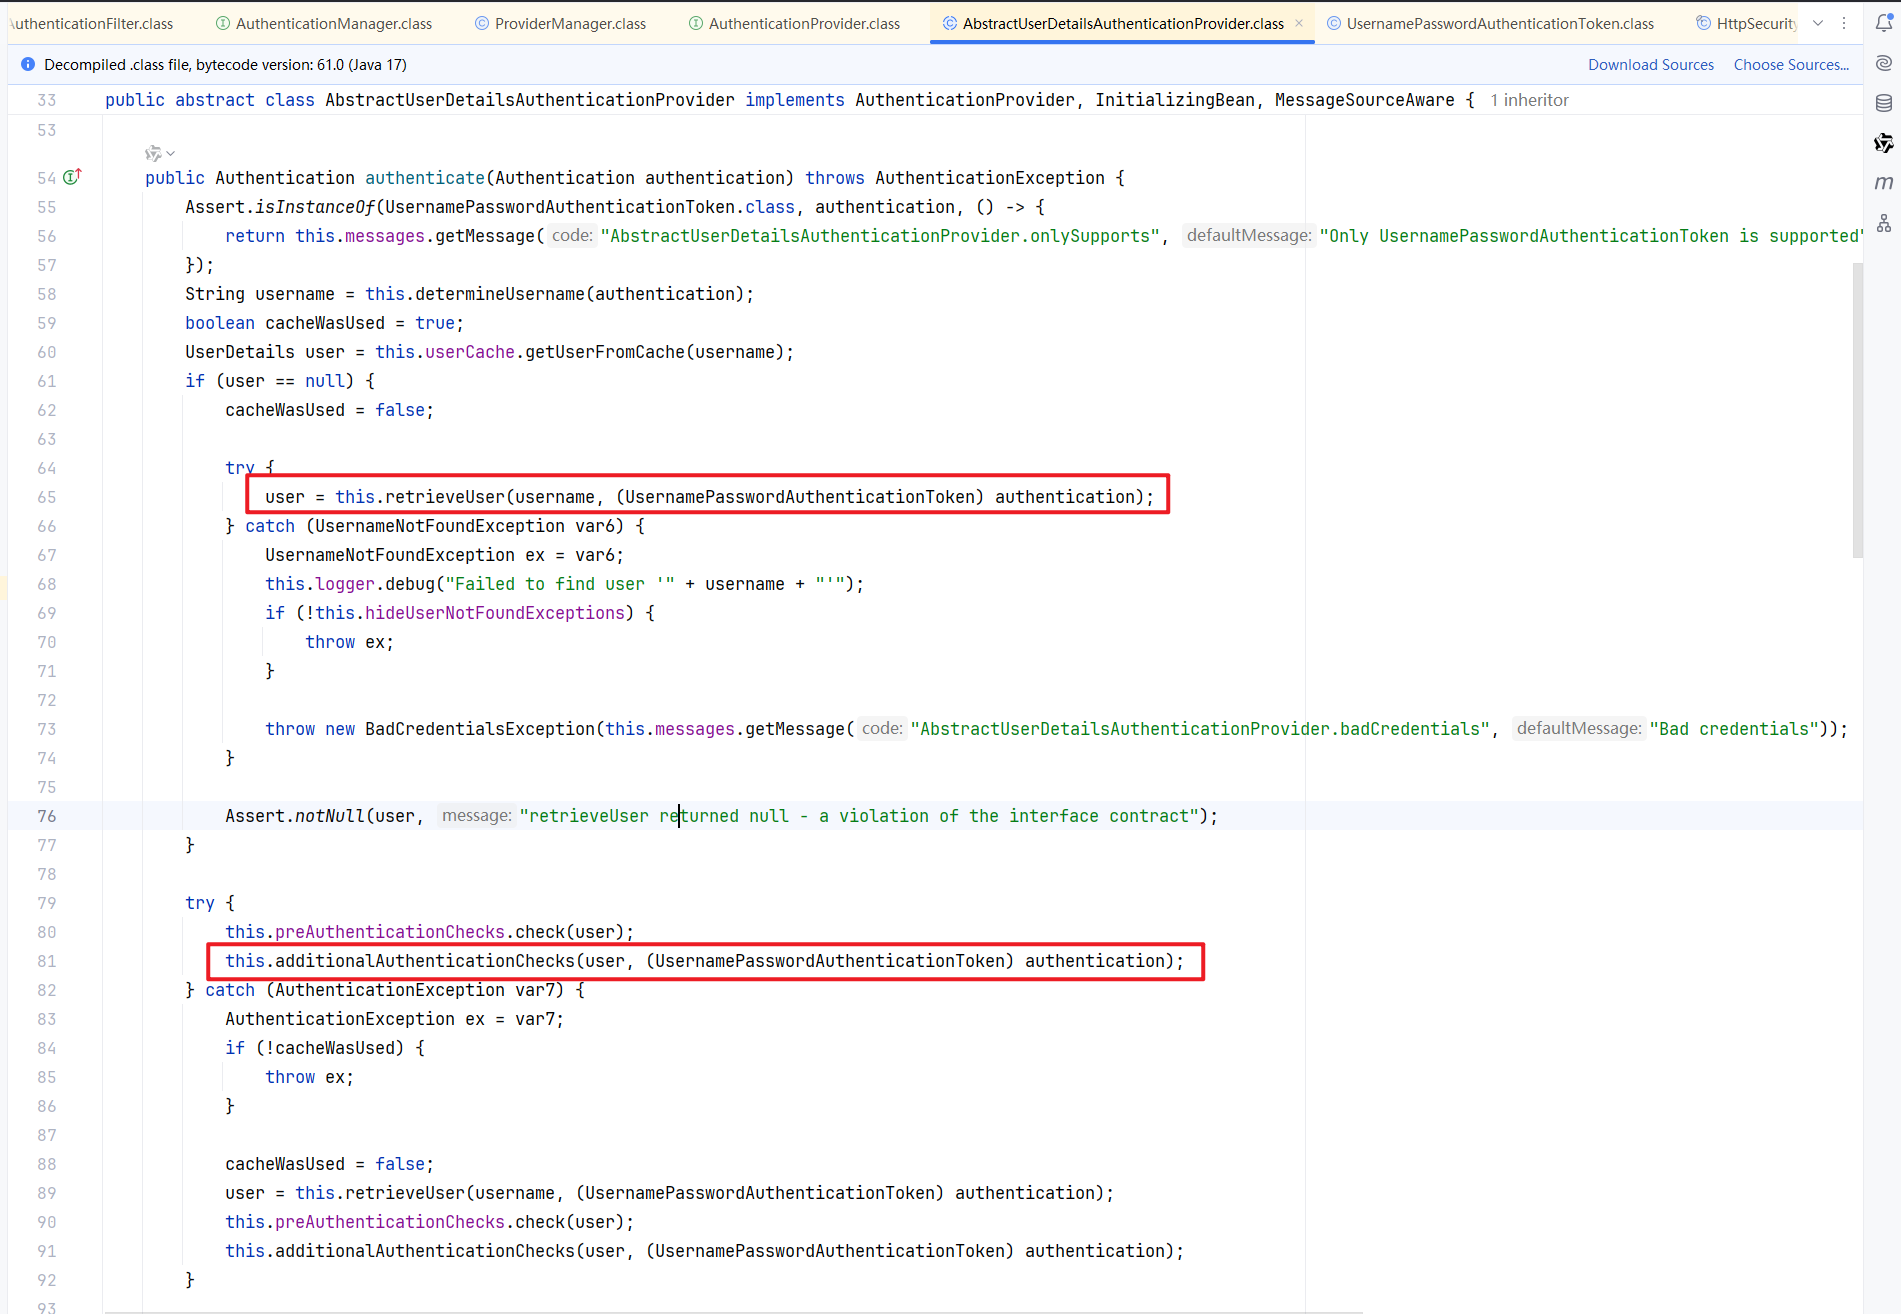 AuthenticationFilter.class AuthenticationManager.class ProviderManager.class AuthenticationProvider.class AbstractUserDetailsAuthenticationProvider.class × UsernamePasswordAuthenticationToken.class HttpSecurity
Decompiled .class file, bytecode version: 61.0 (Java 17) Download Sources Choose Sources...
33 public abstract class AbstractUserDetailsAuthenticationProvider implements AuthenticationProvider, InitializingBean, MessageSourceAware { 1 inheritor
53
54 public Authentication authenticate(Authentication authentication) throws AuthenticationException {
55 Assert.isInstanceOf(UsernamePasswordAuthenticationToken.class, authentication, () -> {
56 return this.messages.getMessage( code: "AbstractUserDetailsAuthenticationProvider.onlySupports", defaultMessage: "Only UsernamePasswordAuthenticationToken is supported"
57 });
58 String username = this.determineUsername(authentication);
59 boolean cacheWasUsed = true;
60 UserDetails user = this.userCache.getUserFromCache(username);
61 if (user == null) {
62 cacheWasUsed = false;
63
64 try {
65 user = this.retrieveUser(username, (UsernamePasswordAuthenticationToken) authentication);
66 } catch (UsernameNotFoundException var6) {
67 UsernameNotFoundException ex = var6;
68 this.logger.debug("Failed to find user '" + username + "'");
69 if (!this.hideUserNotFoundExceptions) {
70 throw ex;
71 }
72
73 throw new BadCredentialsException(this.messages.getMessage( code: "AbstractUserDetailsAuthenticationProvider.badCredentials", defaultMessage: "Bad credentials"));
74 }
75
76 Assert.notNull(user, message: "retrieveUser returned null - a violation of the interface contract");
77 }
78
79 try {
80 this.preAuthenticationChecks.check(user);
81 this.additionalAuthenticationChecks(user, (UsernamePasswordAuthenticationToken) authentication);
82 } catch (AuthenticationException var7) {
83 AuthenticationException ex = var7;
84 if (!cacheWasUsed) {
85 throw ex;
86 }
87
88 cacheWasUsed = false;
89 user = this.retrieveUser(username, (UsernamePasswordAuthenticationToken) authentication);
90 this.preAuthenticationChecks.check(user);
91 this.additionalAuthenticationChecks(user, (UsernamePasswordAuthenticationToken) authentication);
92 }
93